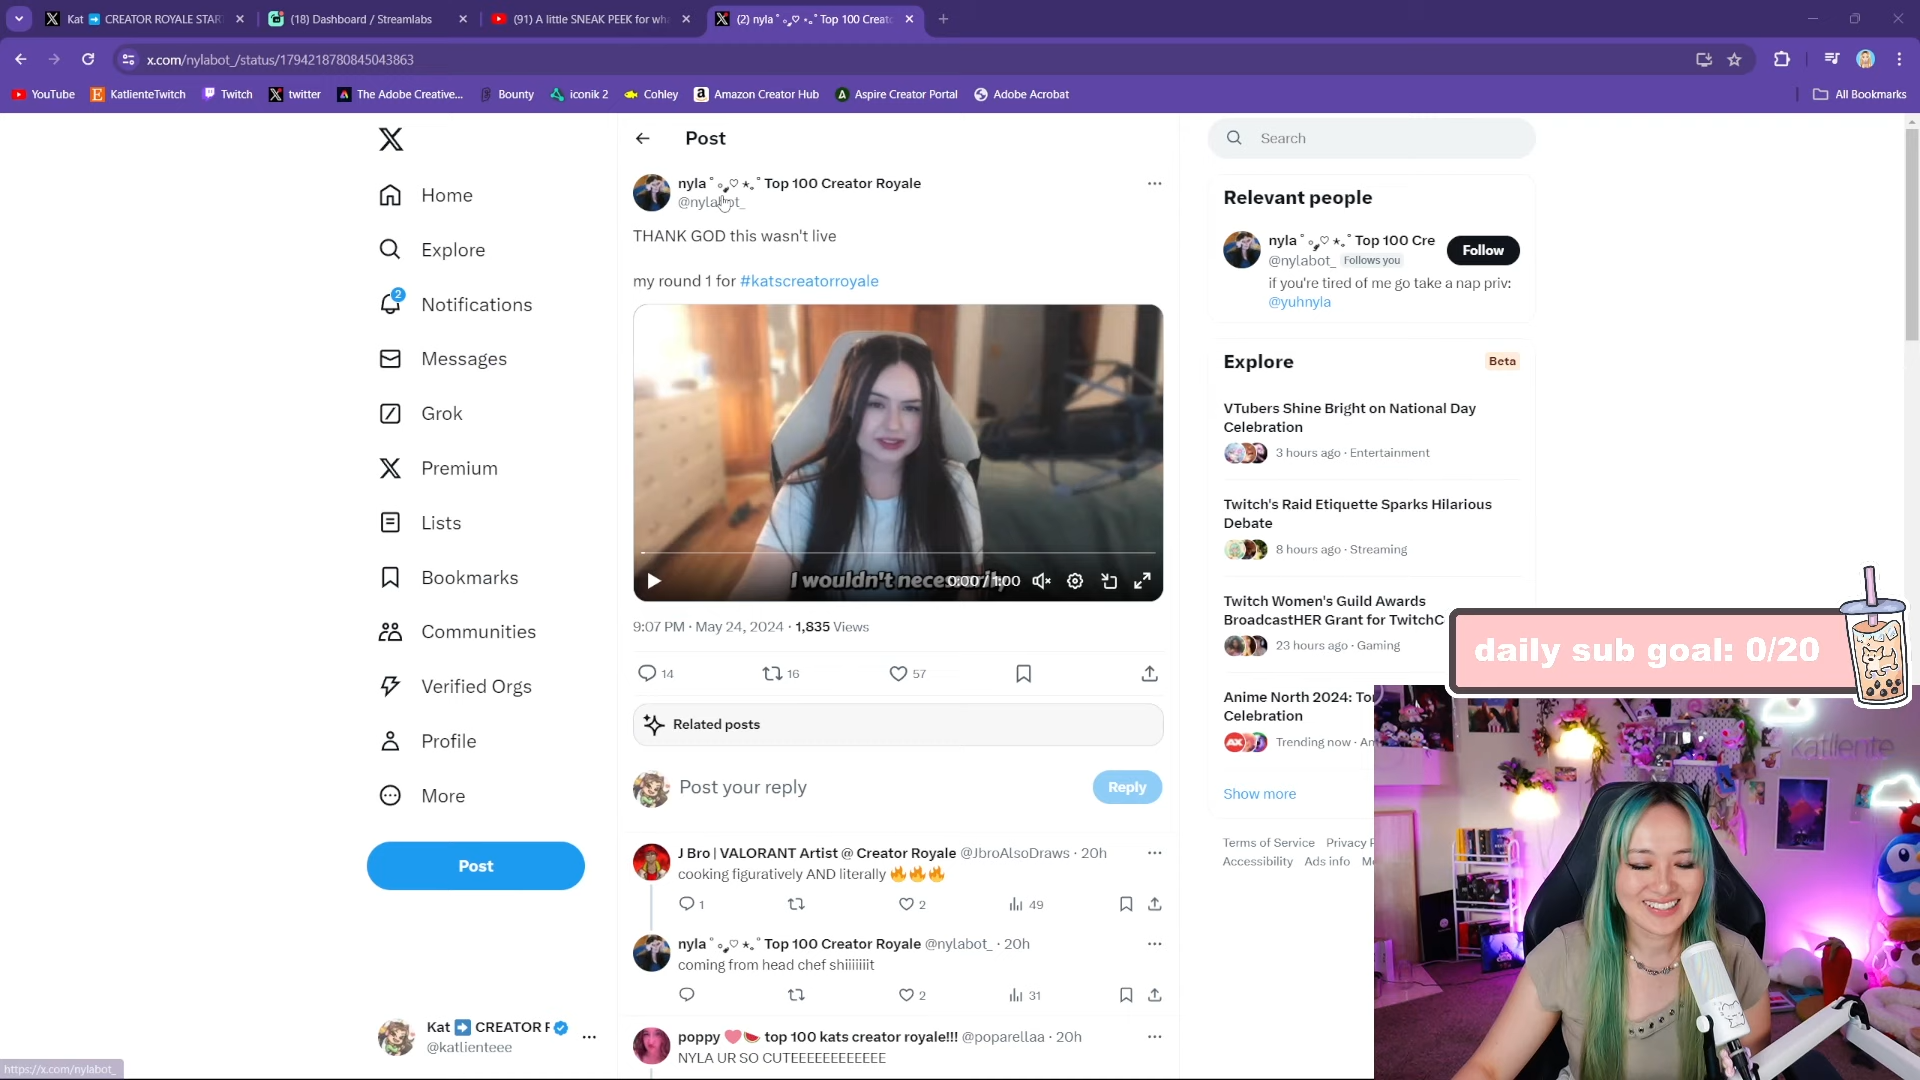 Kat ➡️ CREATOR ROYALE STAR
(18) Dashboard / Streamlabs
(91) A little SNEAK PEEK for wh
(2) nyla ˚｡🎸♡ ⋆｡˚ Top 100 Creat
x.com/nylabot_/status/1794218780845043863
YouTube
KatlienteTwitch
Twitch
twitter
The Adobe Creative...
Bounty
iconik 2
Cohley
Amazon Creator Hub
Aspire Creator Portal
Adobe Acrobat
All Bookmarks
Home
Explore
2
Notifications
Messages
Grok
Premium
Lists
Bookmarks
Communities
Verified Orgs
Profile
More
Post
Kat ➡️ CREATOR F
@katlienteee
https://x.com/nylabot_
Post
nyla ˚｡🎸♡ ⋆｡˚ Top 100 Creator Royale
@nylabot_
THANK GOD this wasn't live
my round 1 for #katscreatorroyale
I wouldn't necessarily
0:00 / 1:00
9:07 PM · May 24, 2024 · 1,835 Views
14
16
57
Related posts
Post your reply
Reply
J Bro | VALORANT Artist @ Creator Royale @JbroAlsoDraws · 20h
cooking figuratively AND literally 🔥🔥🔥
1
2
49
nyla ˚｡🎸♡ ⋆｡˚ Top 100 Creator Royale @nylabot_ · 20h
coming from head chef shiiiiiit
2
31
poppy 💗🍉 top 100 kats creator royale!!! @poparellaa · 20h
NYLA UR SO CUTEEEEEEEEEEEE
Search
Relevant people
nyla ˚｡🎸♡ ⋆｡˚ Top 100 Cre
@nylabot_ Follows you
Follow
if you're tired of me go take a nap priv:
@yuhnyla
Explore
Beta
VTubers Shine Bright on National Day
Celebration
3 hours ago · Entertainment
Twitch's Raid Etiquette Sparks Hilarious
Debate
8 hours ago · Streaming
Twitch Women's Guild Awards
BroadcastHER Grant for TwitchC
23 hours ago · Gaming
Anime North 2024: To
Celebration
AX
Trending now · An
Show more
Terms of Service Privacy
Accessibility Ads info M
daily sub goal: 0/20
katliente